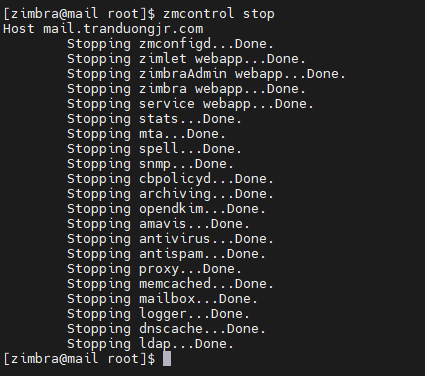 [zimbra@mail root]$ zmcontrol stop
Host mail.tranduongjr.com
        Stopping zmconfigd...Done.
        Stopping zimlet webapp...Done.
        Stopping zimbraAdmin webapp...Done.
        Stopping zimbra webapp...Done.
        Stopping service webapp...Done.
        Stopping stats...Done.
        Stopping mta...Done.
        Stopping spell...Done.
        Stopping snmp...Done.
        Stopping cbpolicyd...Done.
        Stopping archiving...Done.
        Stopping opendkim...Done.
        Stopping amavis...Done.
        Stopping antivirus...Done.
        Stopping antispam...Done.
        Stopping proxy...Done.
        Stopping memcached...Done.
        Stopping mailbox...Done.
        Stopping logger...Done.
        Stopping dnscache...Done.
        Stopping ldap...Done.
[zimbra@mail root]$